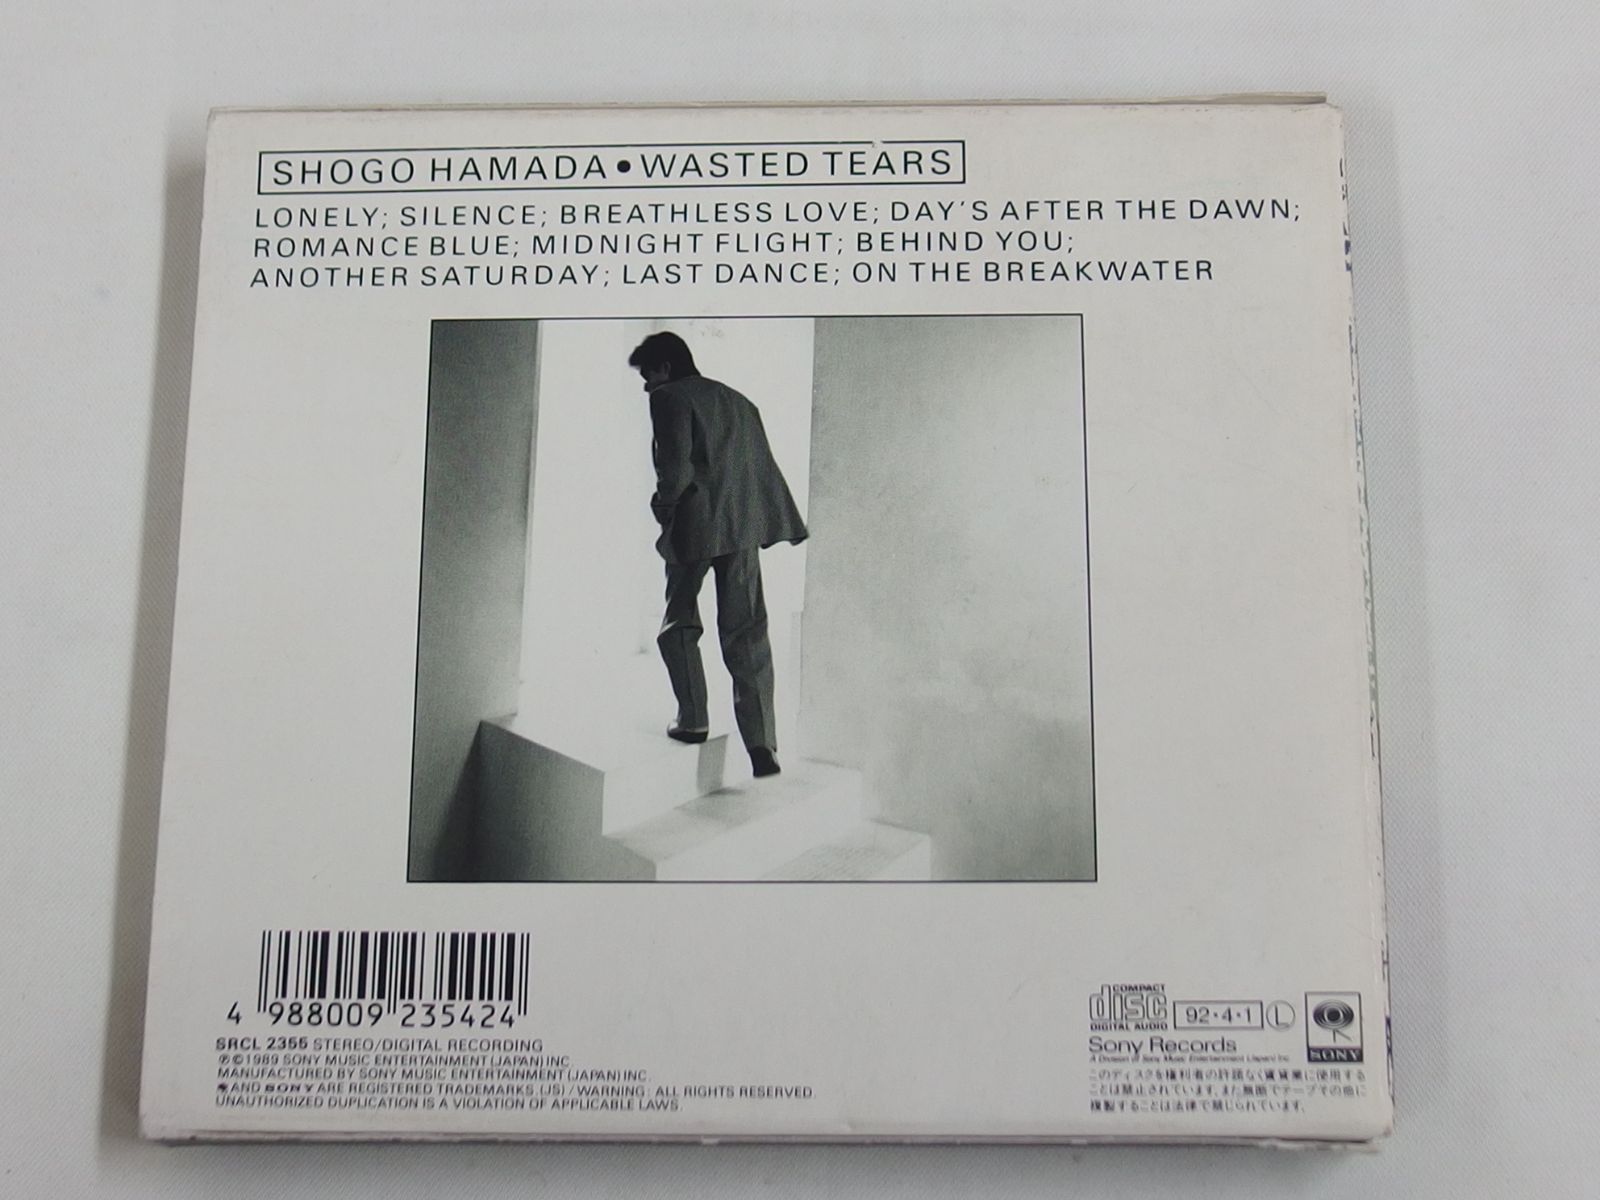 SHOGO HAMADA•WASTED TEARS
LONELY; SILENCE; BREATHLESS LOVE; DAY'S AFTER THE DAWN;
ROMANCE BLUE; MIDNIGHT FLIGHT; BEHIND YOU;
ANOTHER SATURDAY; LAST DANCE; ON THE BREAKWATER
4 988009 235424
SRCL 2355 STEREO/DIGITAL RECORDING
℗©1989 SONY MUSIC ENTERTAINMENT (JAPAN) INC.
MANUFACTURED BY SONY MUSIC ENTERTAINMENT (JAPAN) INC.
AND SONY ARE REGISTERED TRADEMARKS. (JS) / WARNING: ALL RIGHTS RESERVED.
UNAUTHORIZED DUPLICATION IS A VIOLATION OF APPLICABLE LAWS.
COMPACT
disc
DIGITAL AUDIO
92・4・1 L
SONY
Sony Records
A Division of Sony Music Entertainment (Japan) Inc.
このディスクを権利者の許諾なく賃貸業に使用する
ことは禁止されています。また無断でテープその他に
複製することは法律で禁じられています。